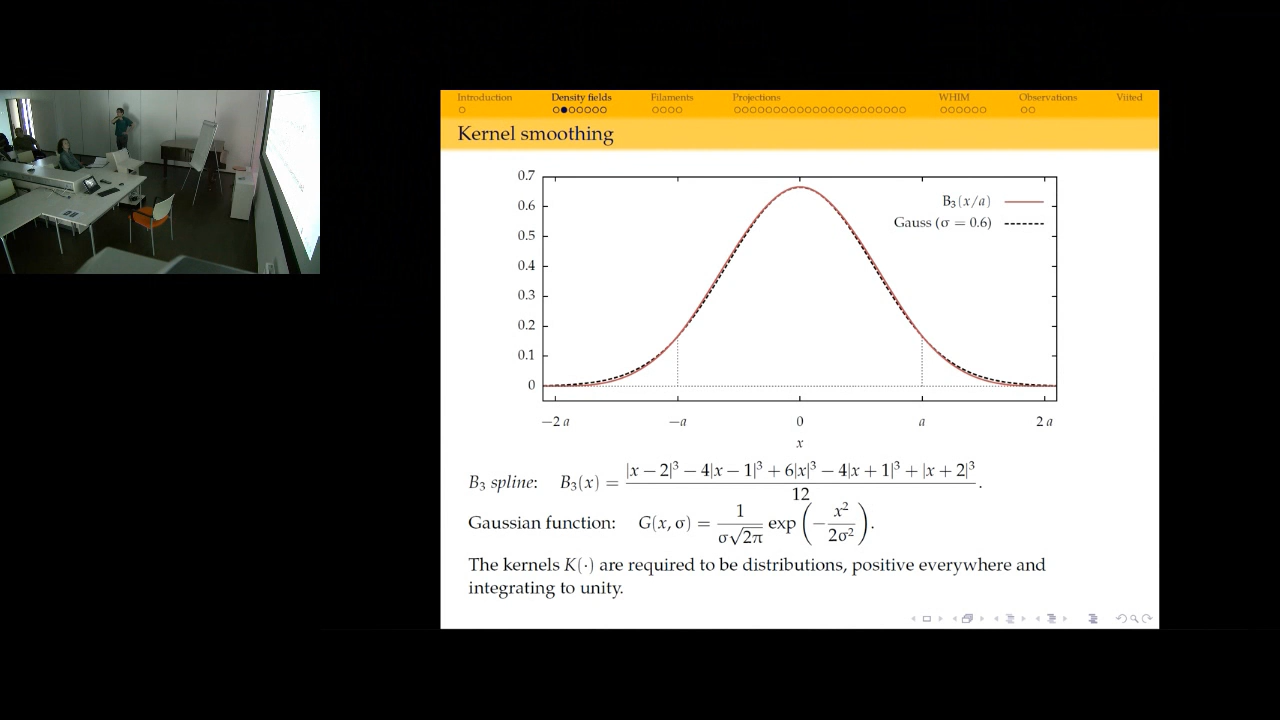 Introduction Density fields Filaments Projections WHIM Observations Viited
Kernel smoothing
0.7
0.6
0.5
0.4
0.3
0.2
0.1
0
B₃(x/a)
Gauss (σ = 0.6)
−2 a −a 0 a 2 a
x
B₃ spline: B₃(x) = (|x − 2|³ − 4|x − 1|³ + 6|x|³ − 4|x + 1|³ + |x + 2|³) / 12.
Gaussian function: G(x, σ) = 1 / (σ√2π) exp (−x² / 2σ²).
The kernels K(·) are required to be distributions, positive everywhere and
integrating to unity.